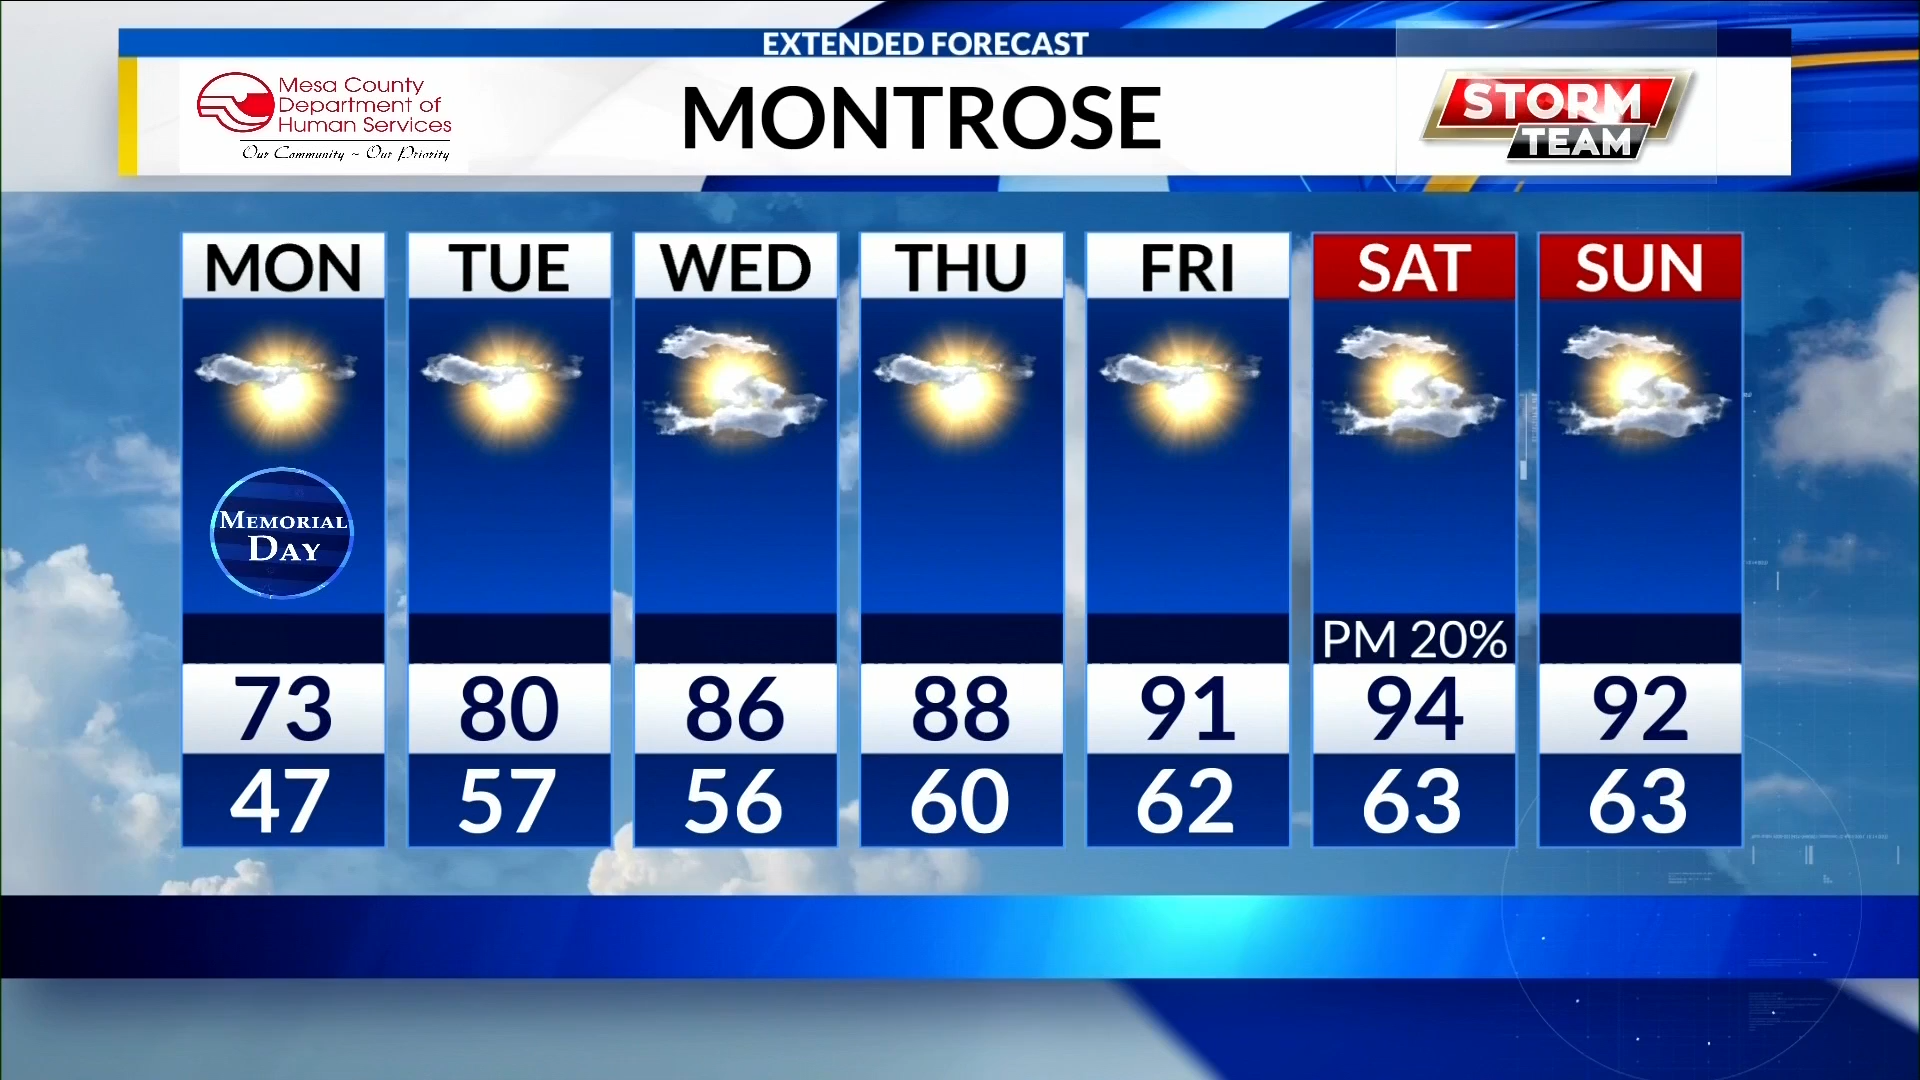 EXTENDED FORECAST
Mesa County
Department of
Human Services
Our Community ~ Our Priority
MONTROSE
STORM
TEAM
MON TUE WED THU FRI SAT SUN
MEMORIAL
DAY
PM 20%
73 80 86 88 91 94 92
47 57 56 60 62 63 63